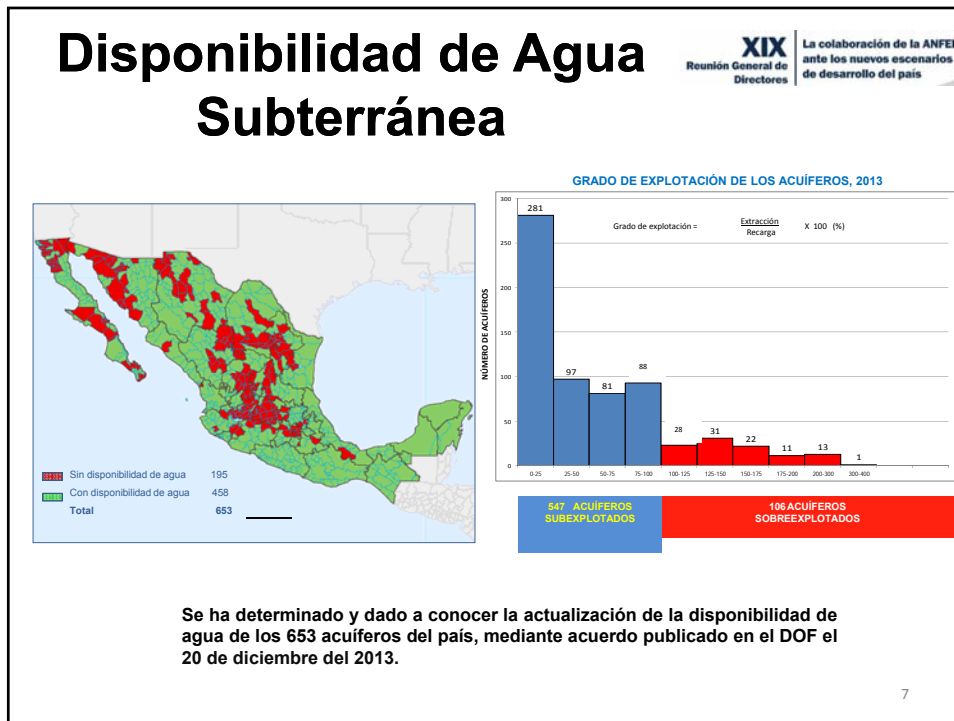 Disponibilidad de Agua
Subterránea
XIX
Reunión General de
Directores
La colaboración de la ANFEI
ante los nuevos escenarios
de desarrollo del país
Sin disponibilidad de agua 195
Con disponibilidad de agua 458
Total 653
GRADO DE EXPLOTACIÓN DE LOS ACUÍFEROS, 2013
Grado de explotación = Extracción X 100 (%)
Recarga
NÚMERO DE ACUÍFEROS
300
250
200
150
100
50
0
281
97
81
88
28
31
22
11
13
1
0-25 25-50 50-75 75-100 100-125 125-150 150-175 175-200 200-300 300-400
547 ACUÍFEROS
SUBEXPLOTADOS
106 ACUÍFEROS
SOBREEXPLOTADOS
Se ha determinado y dado a conocer la actualización de la disponibilidad de
agua de los 653 acuíferos del país, mediante acuerdo publicado en el DOF el
20 de diciembre del 2013.
7